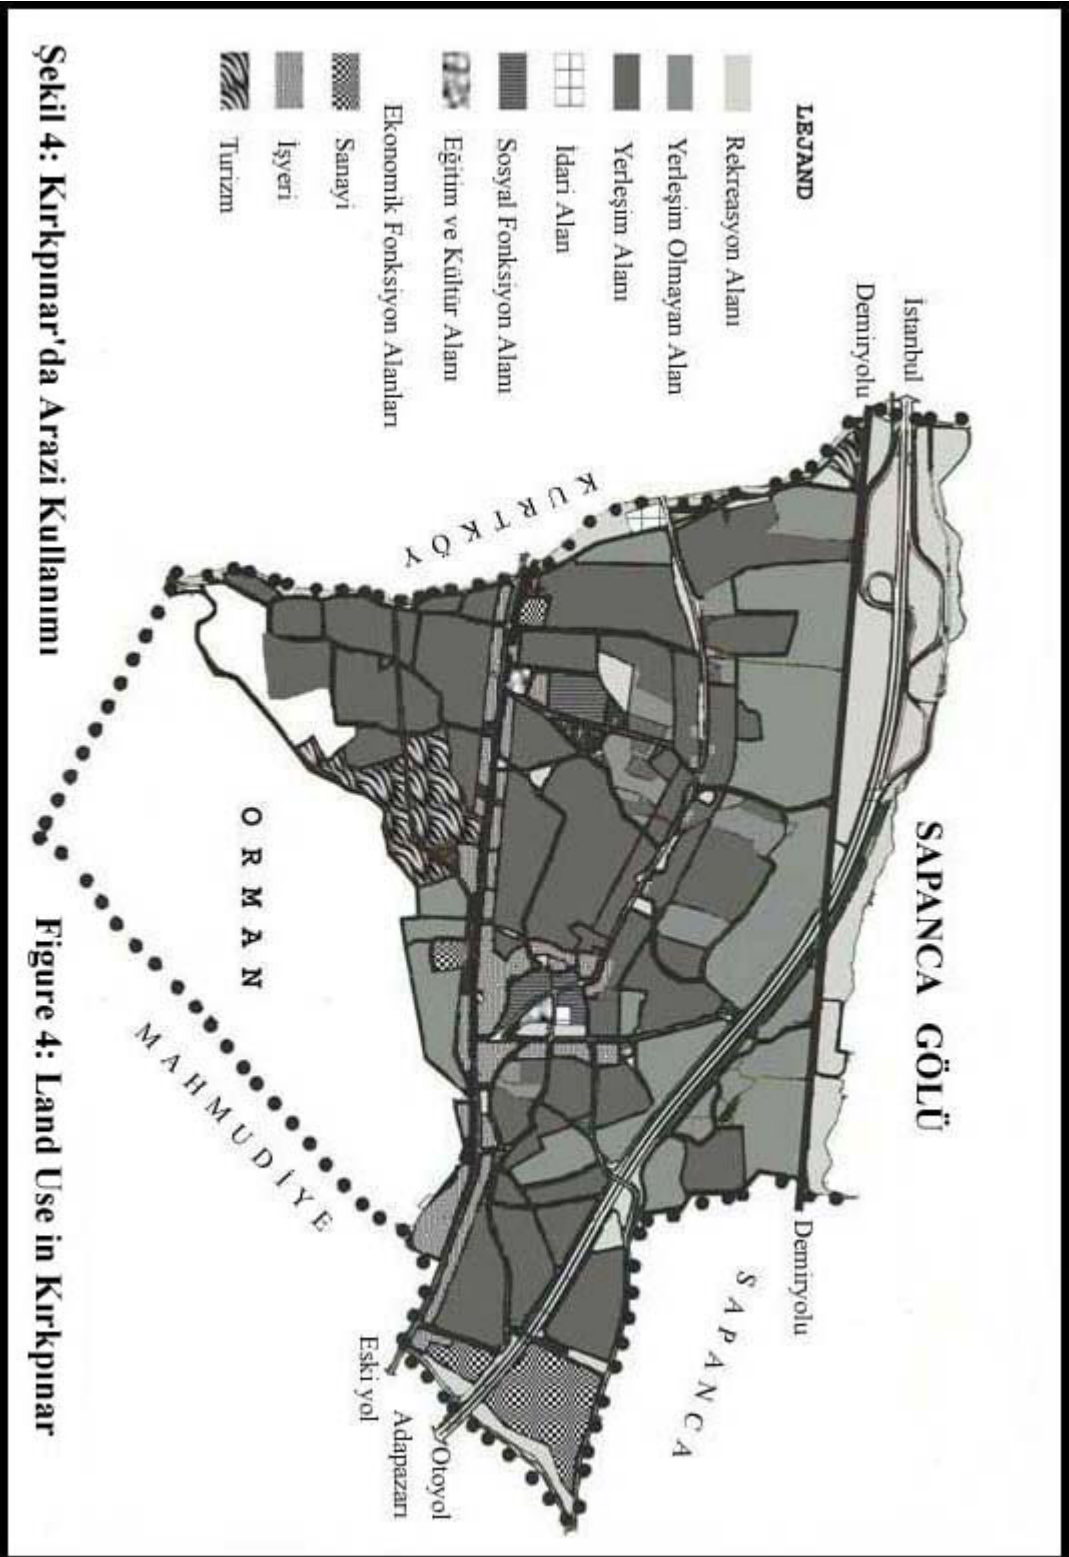 SAPANCA GÖLÜ
İstanbul
Demiryolu
Demiryolu
LEJAND
Rekreasyon Alanı
Yerleşim Olmayan Alan
Yerleşim Alanı
İdari Alan
Sosyal Fonksiyon Alanı
Eğitim ve Kültür Alanı
Ekonomik Fonksiyon Alanları
Sanayi
İşyeri
Turizm
KURTKÖY
SAPANCA
ORMAN
MAHMUDİYE
Otoyol
Adapazarı
Eski yol
Şekil 4: Kırkpınar'da Arazi Kullanımı Figure 4: Land Use in Kırkpınar